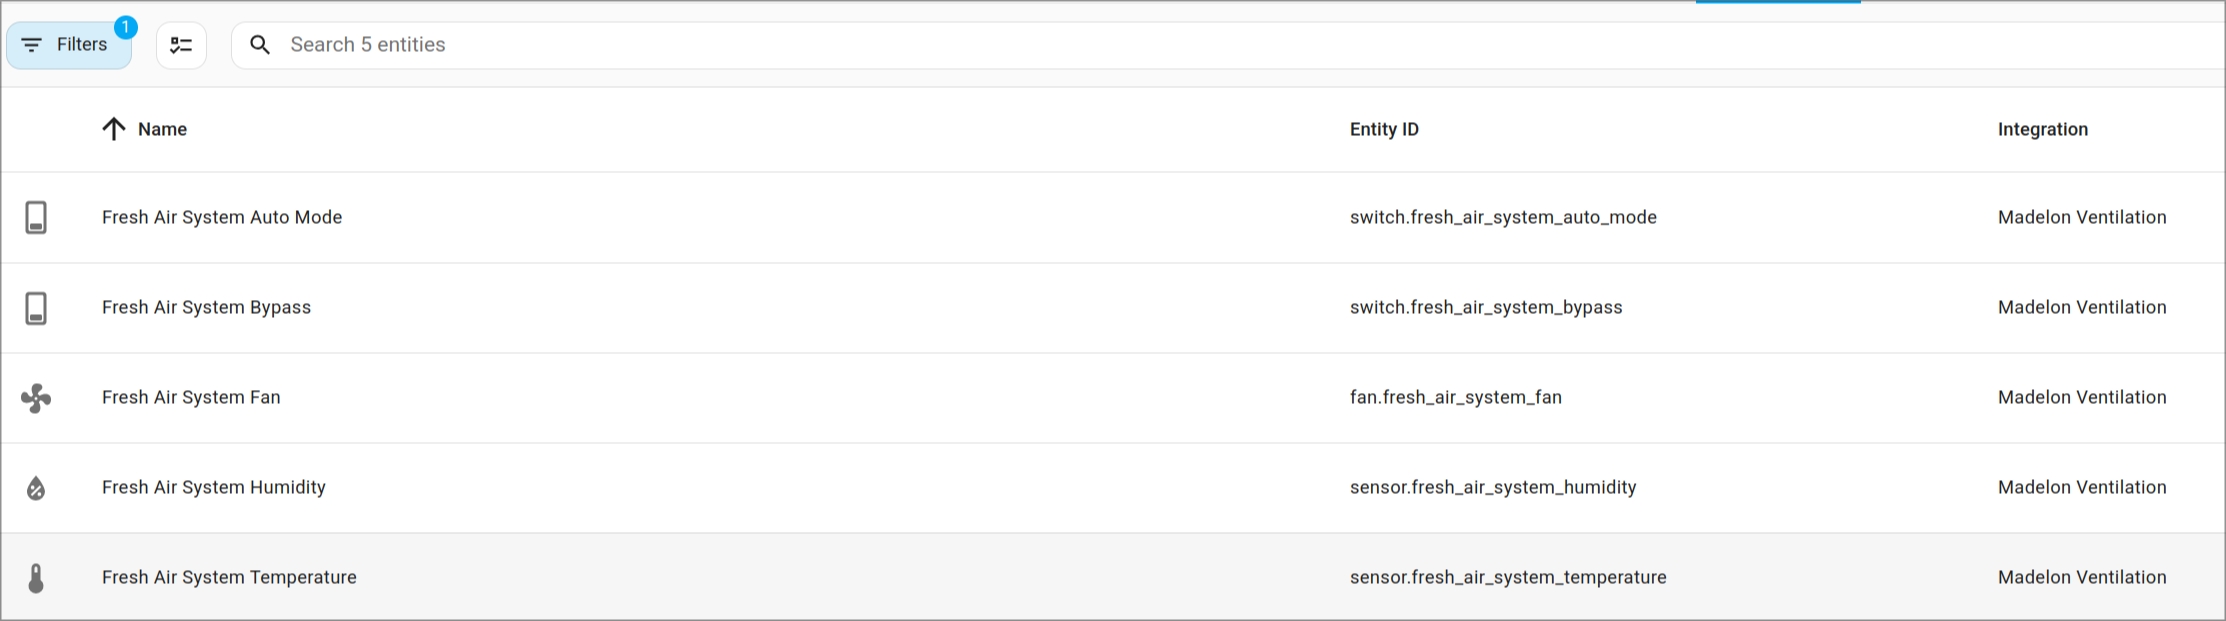 Filters 1 Search 5 entities
Name Entity ID Integration
Fresh Air System Auto Mode switch.fresh_air_system_auto_mode Madelon Ventilation
Fresh Air System Bypass switch.fresh_air_system_bypass Madelon Ventilation
Fresh Air System Fan fan.fresh_air_system_fan Madelon Ventilation
Fresh Air System Humidity sensor.fresh_air_system_humidity Madelon Ventilation
Fresh Air System Temperature sensor.fresh_air_system_temperature Madelon Ventilation